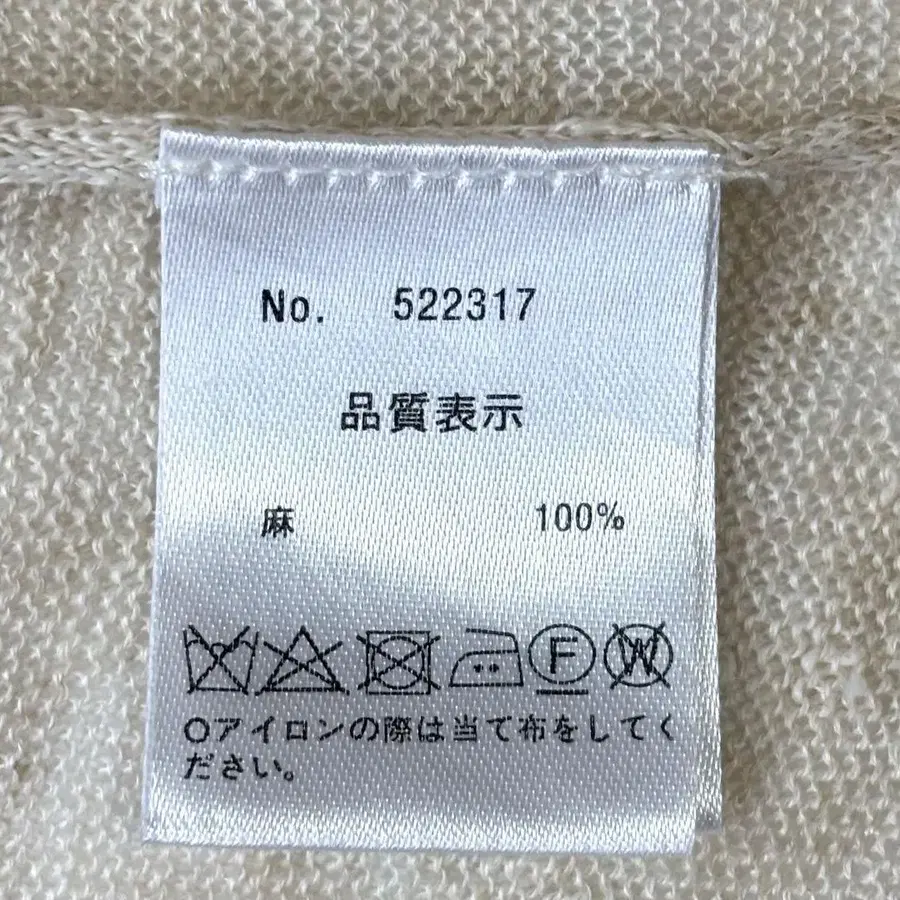 No. 522317
品質表示
麻 100%
F W
○アイロンの際は当て布をしてく
ださい。